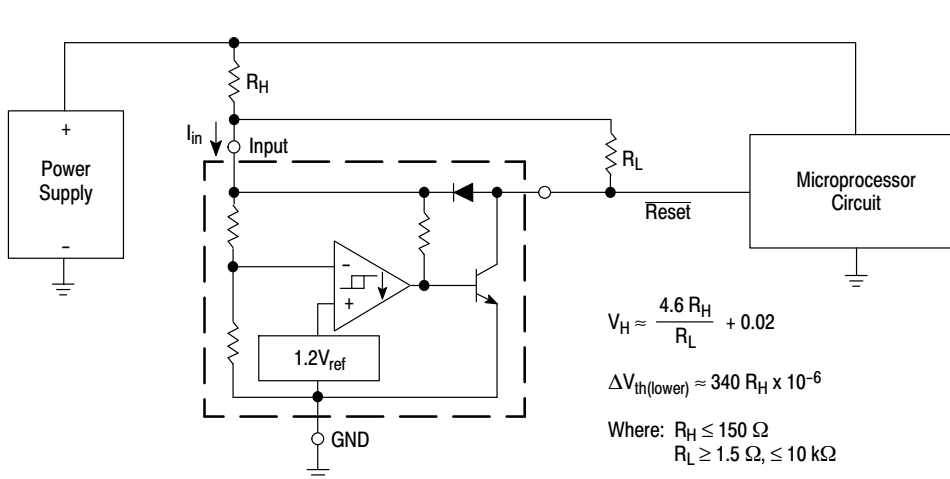 R_H
I_in
Input
R_L
+
Power
Supply
−
Microprocessor
Circuit
Reset
−
+
1.2V_ref
GND
V_H ≈ 4.6 R_H / R_L + 0.02
ΔV_th(lower) ≈ 340 R_H x 10^−6
Where: R_H ≤ 150 Ω
R_L ≥ 1.5 Ω, ≤ 10 kΩ